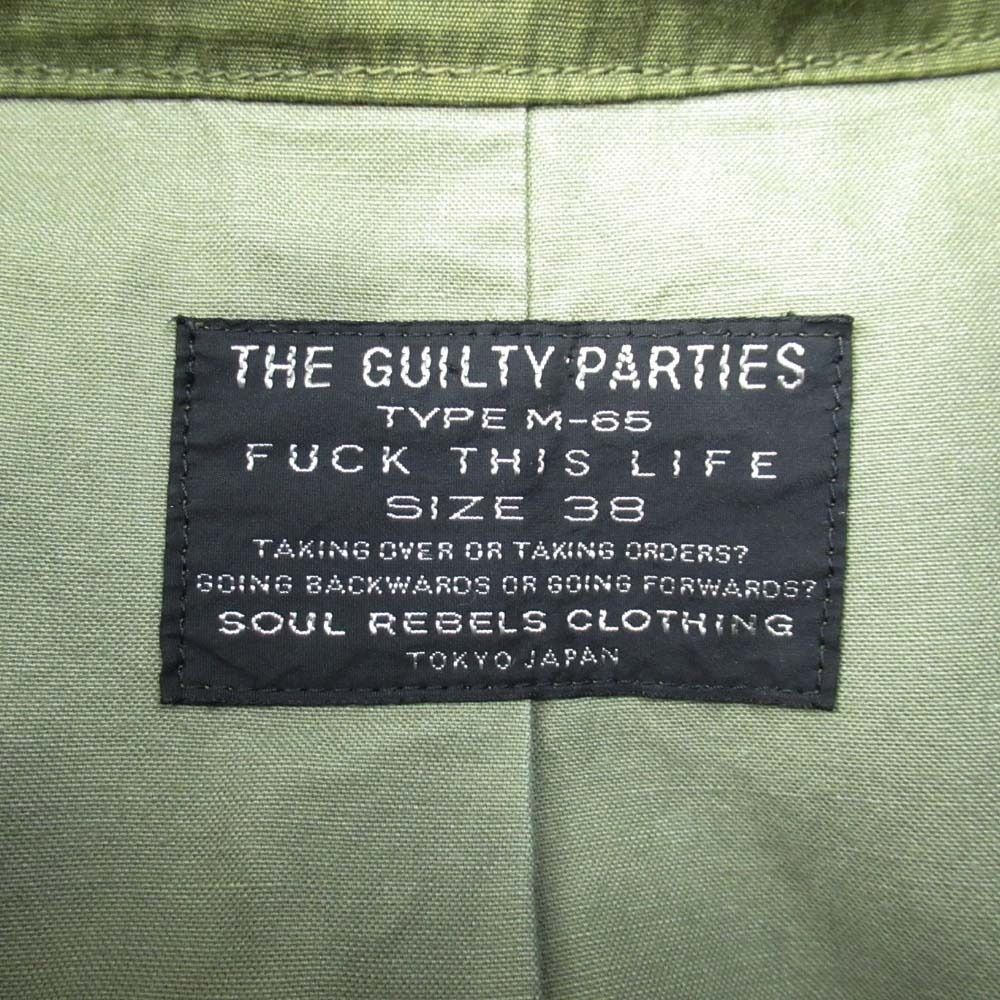 THE GUILTY PARTIES
TYPE M-65
FUCK THIS LIFE
SIZE 38
TAKING OVER OR TAKING ORDERS?
GOING BACKWARDS OR GOING FORWARDS?
SOUL REBELS CLOTHING
TOKYO JAPAN